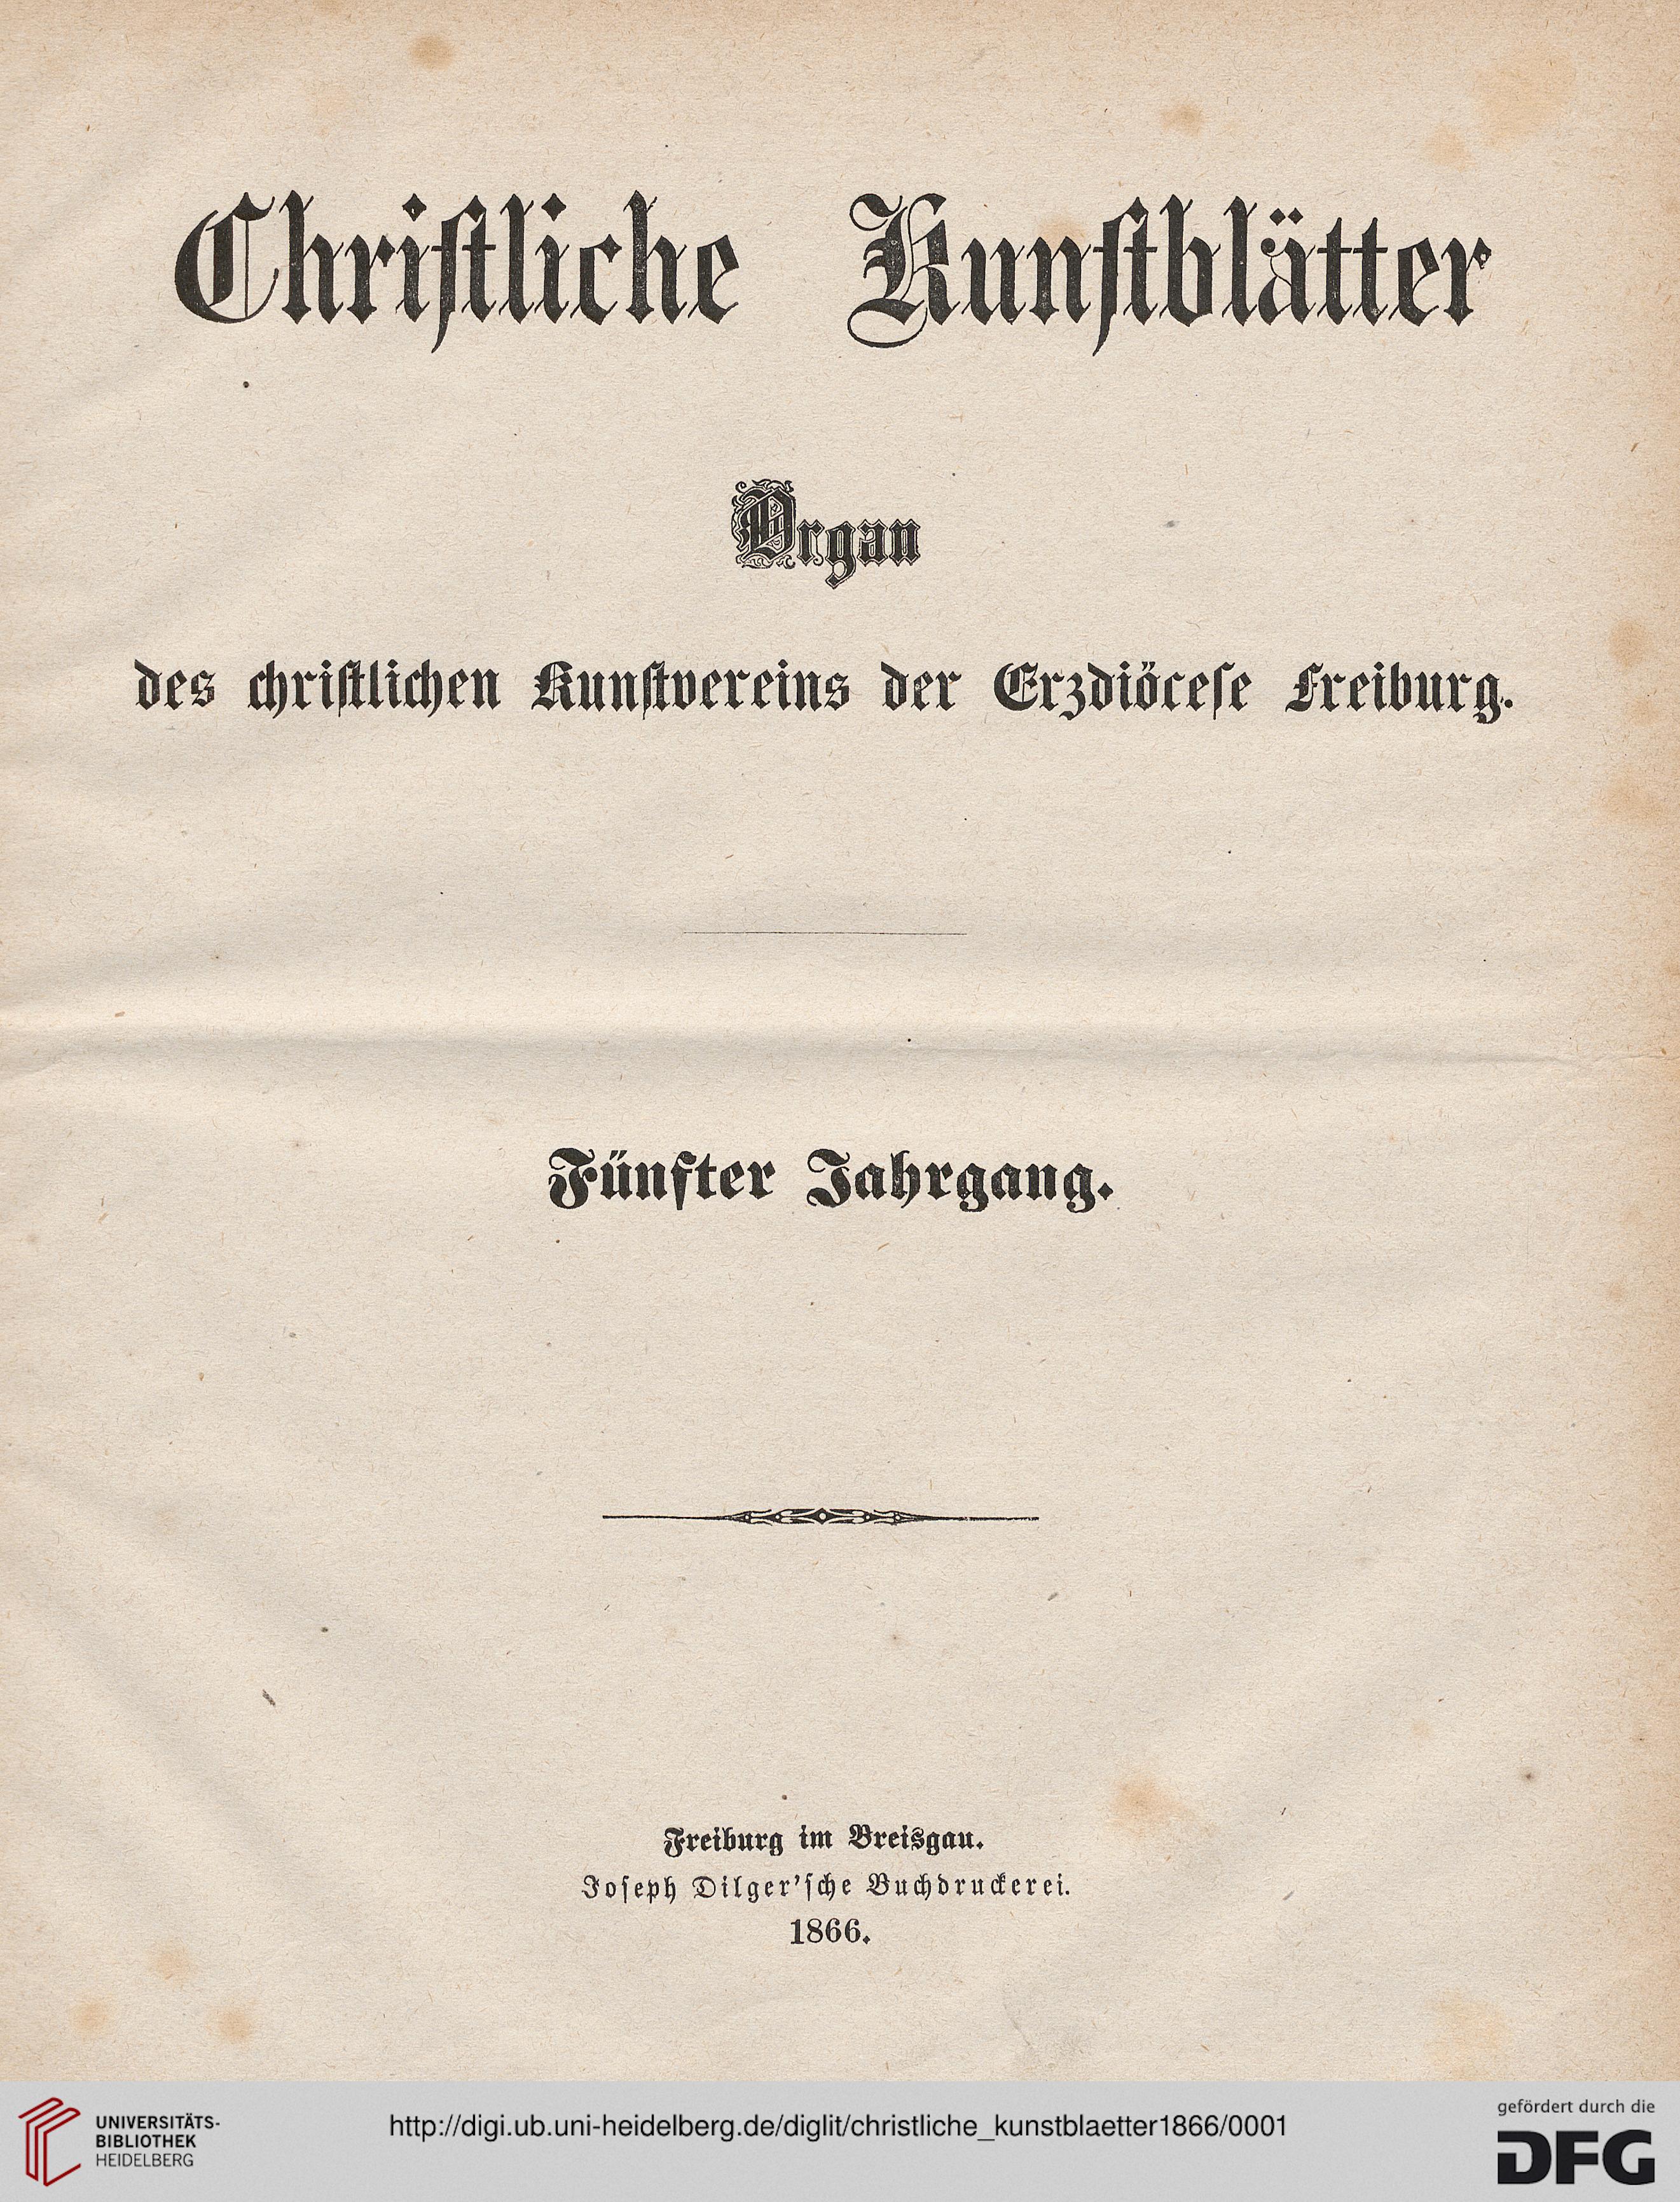 Chriſtliche Kunſtblätter
Organ
des chriſtlichen Kunſtvereins der Erzdiöceſe Freiburg.
Fünfter Jahrgang.
Freiburg im Breisgau.
Joſeph Dilger'ſche Buchdruckerei.
1866.
UNIVERSITÄTS-
BIBLIOTHEK
HEIDELBERG
http://digi.ub.uni-heidelberg.de/diglit/christliche_kunstblaetter1866/0001
gefördert durch die
DFG